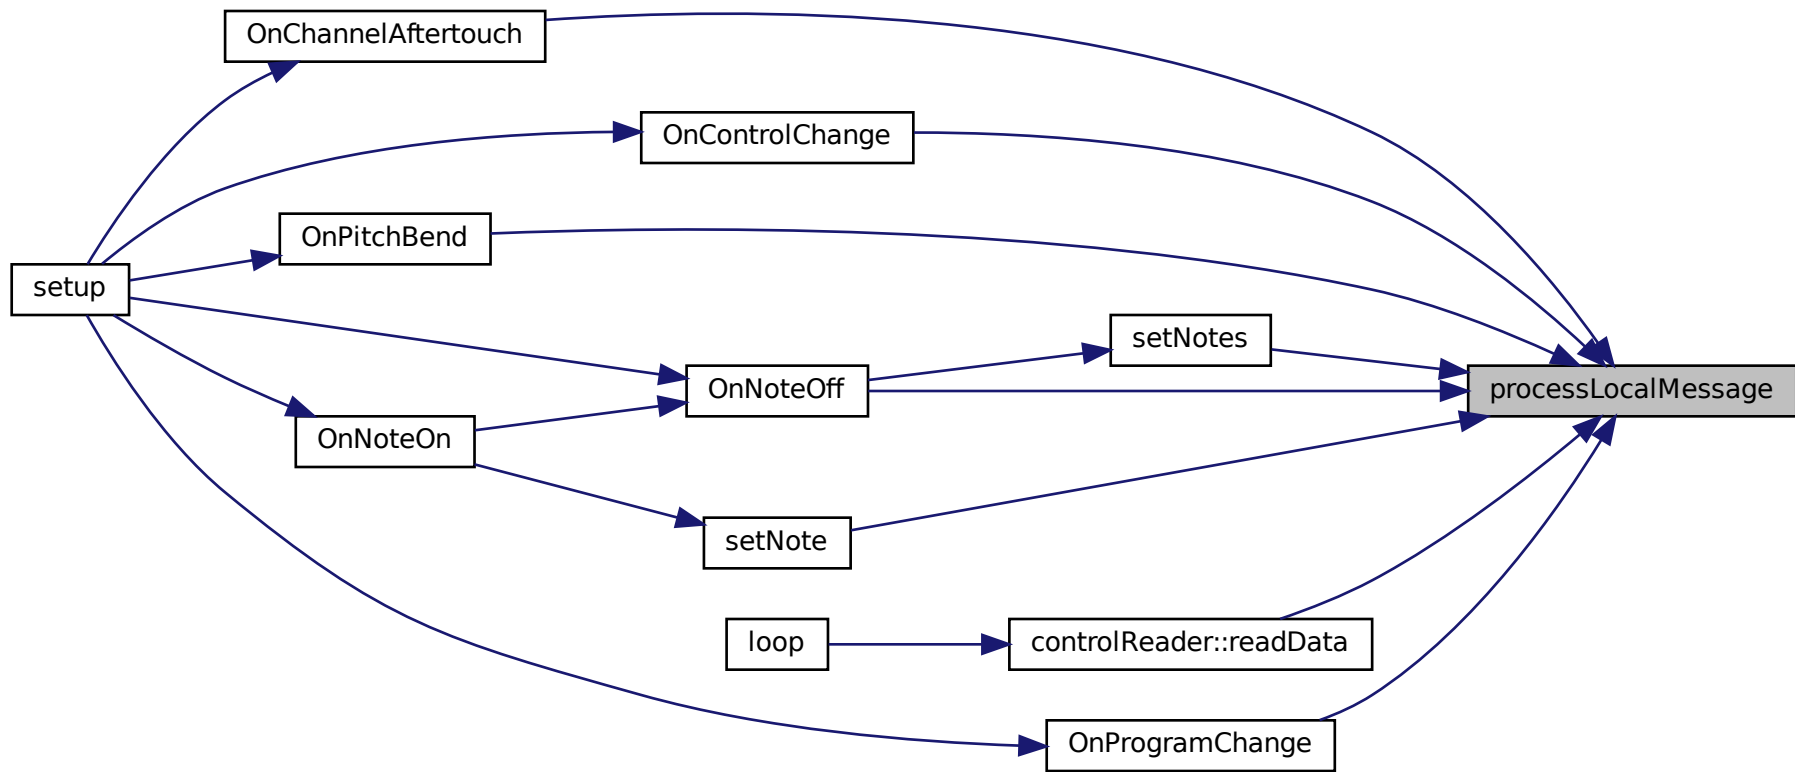 OnChannelAftertouch
OnControlChange
OnPitchBend
setup
setNotes
OnNoteOff
processLocalMessage
OnNoteOn
setNote
loop
controlReader::readData
OnProgramChange